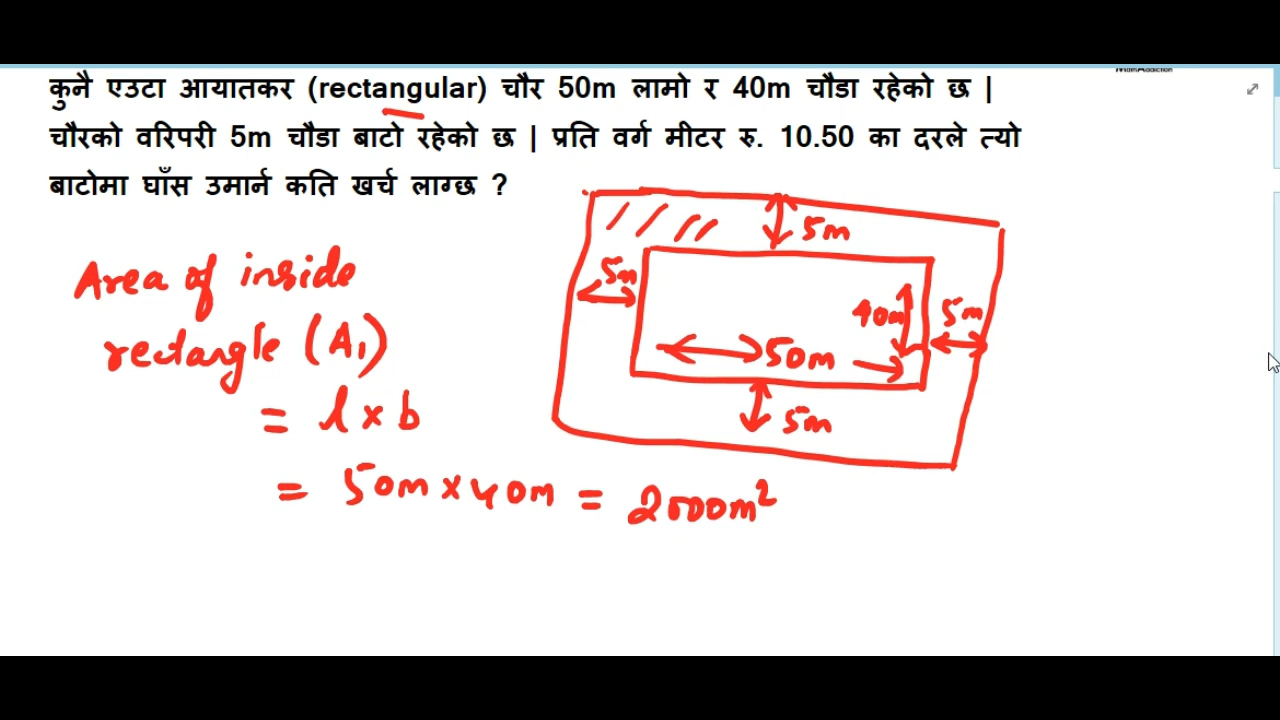 MathAddiction
कुनै एउटा आयातकर (rectangular) चौर 50m लामो र 40m चौडा रहेको छ |
चौरको वरिपरी 5m चौडा बाटो रहेको छ | प्रति वर्ग मीटर रु. 10.50 का दरले त्यो
बाटोमा घाँस उमार्न कति खर्च लाग्छ ?
5m
Area of inside
5m
40m
5m
rectangle (A₁)
50m
= l x b
5m
= 50m x 40m = 2000m²